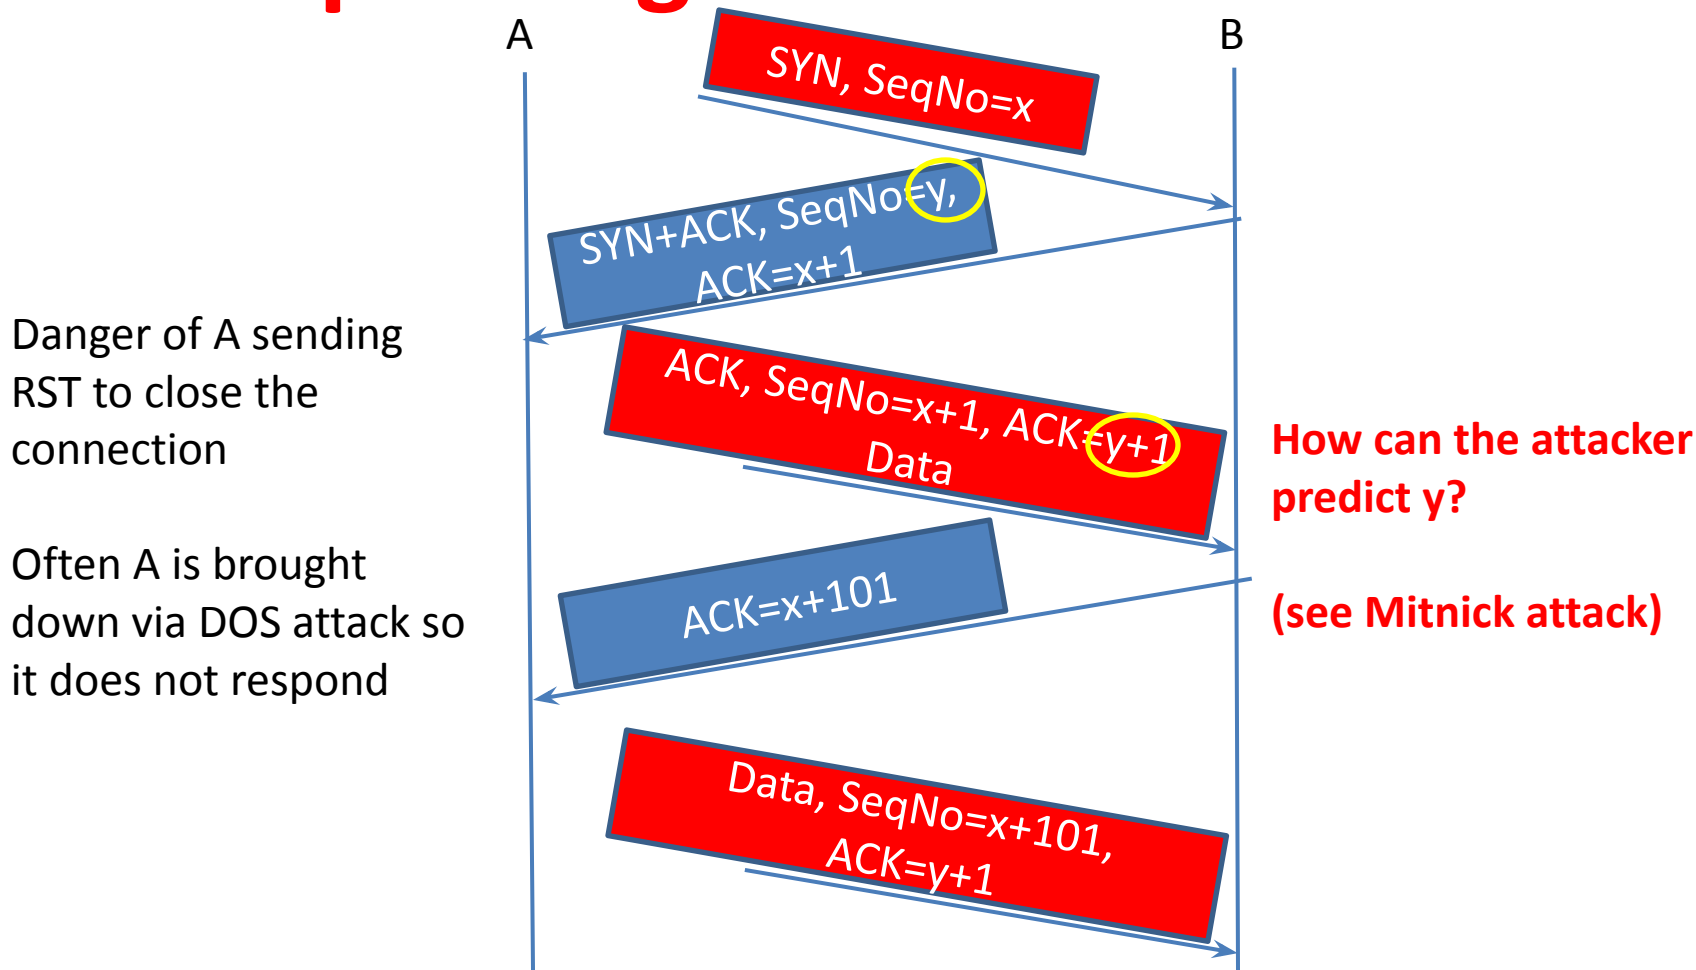 A
B
SYN, SeqNo=x
SYN+ACK, SeqNo=y,
ACK=x+1
Danger of A sending
RST to close the
connection
ACK, SeqNo=x+1, ACK=y+1
Data
How can the attacker
predict y?
Often A is brought
down via DOS attack so
it does not respond
ACK=x+101
(see Mitnick attack)
Data, SeqNo=x+101,
ACK=y+1